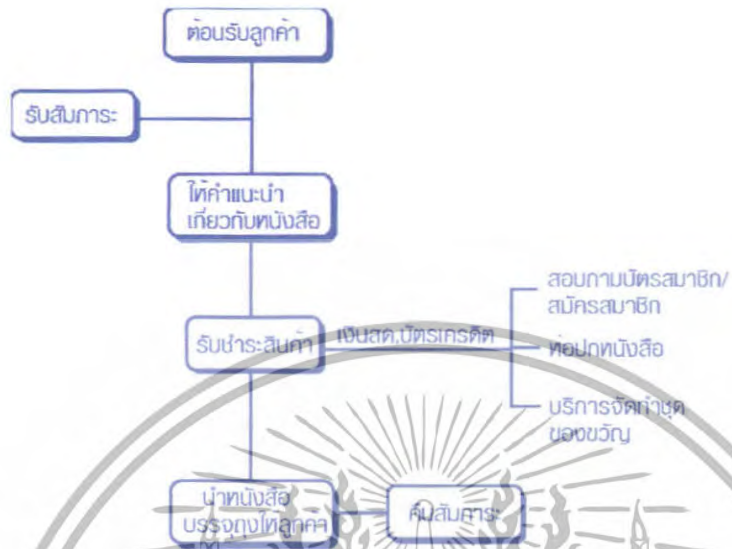 ต้อนรับลูกค้า
รับสัมภาระ
ให้คำแนะนำ
เกี่ยวกับหนังสือ
รับชำระสินค้า
เงินสด,บัตรเครดิต
สอบถามบัตรสมาชิก/
สมัครสมาชิก
ห่อปกหนังสือ
บริการจัดทำชุด
ของขวัญ
นำหนังสือ
บรรจุถุงให้ลูกค้า
คืนสัมภาระ